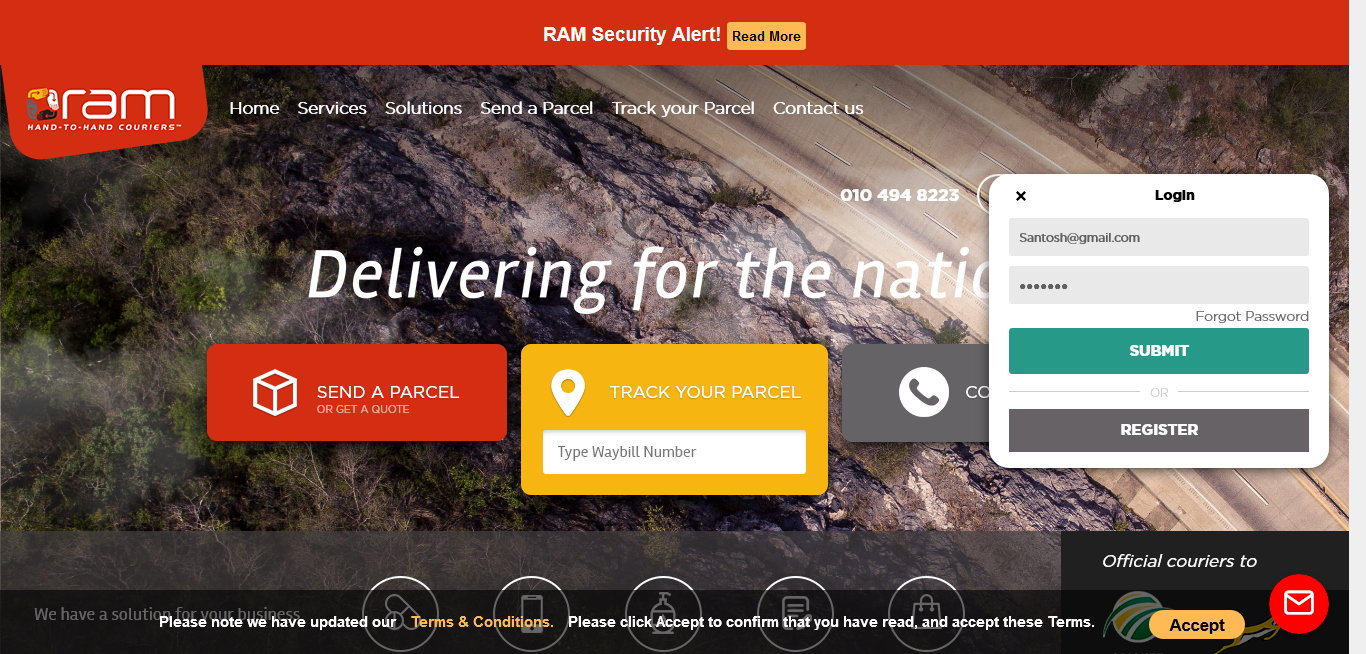 RAM Security Alert! Read More
ram
HAND-TO-HAND COURIERS™
Home Services Solutions Send a Parcel Track your Parcel Contact us
010 494 8223
Login
Santosh@gmail.com
•••••••
Forgot Password
SUBMIT
OR
REGISTER
Delivering for the natio
SEND A PARCEL
OR GET A QUOTE
TRACK YOUR PARCEL
Type Waybill Number
CO
Official couriers to
We have a solution for your business
Please note we have updated our Terms & Conditions. Please click Accept to confirm that you have read, and accept these Terms. Accept